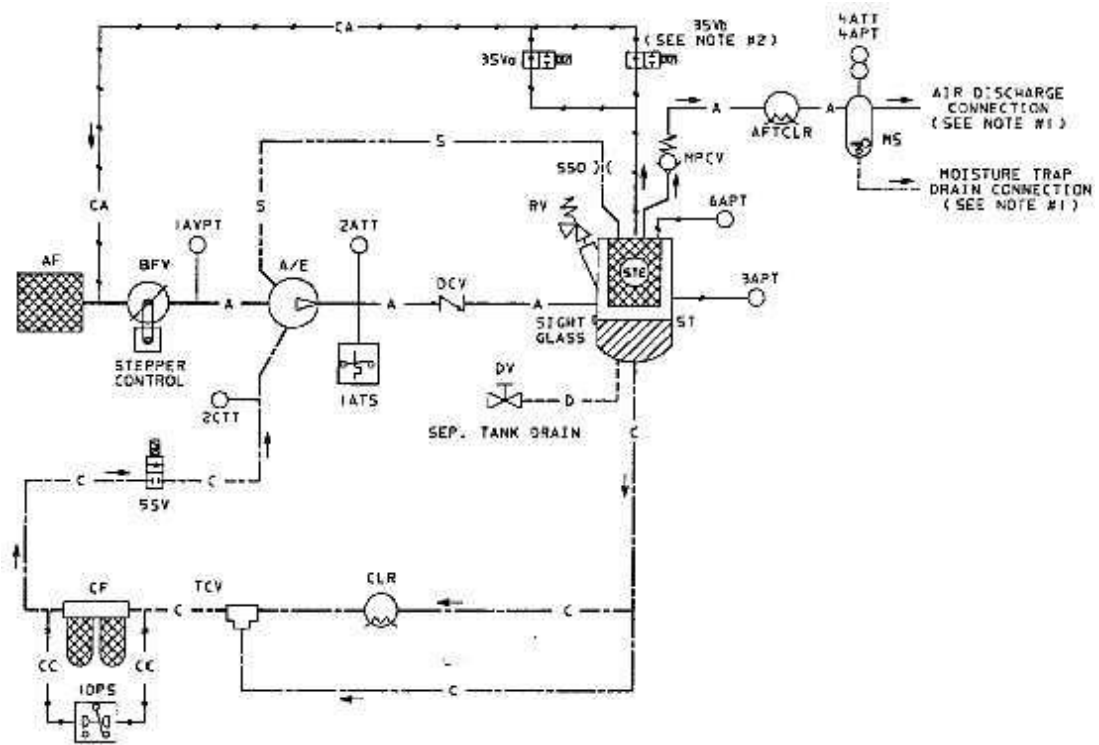 CA
35Va
35Vb
(SEE NOTE #2)
4ATT
4APT
A
AFTCLR
A
AIR DISCHARGE
CONNECTION
(SEE NOTE #1)
MS
MOISTURE TRAP
DRAIN CONNECTION
(SEE NOTE #1)
S
SSO
MPCV
CA
S
1AVPT
2ATT
RV
6APT
AF
BFV
A/E
DCV
STE
3APT
A
A
A
SIGHT
GLASS
ST
STEPPER
CONTROL
1ATS
DV
D
2CTT
SEP. TANK DRAIN
C
C
C
5SV
CF
C
TCV
CLR
C
CC
CC
C
1DPS